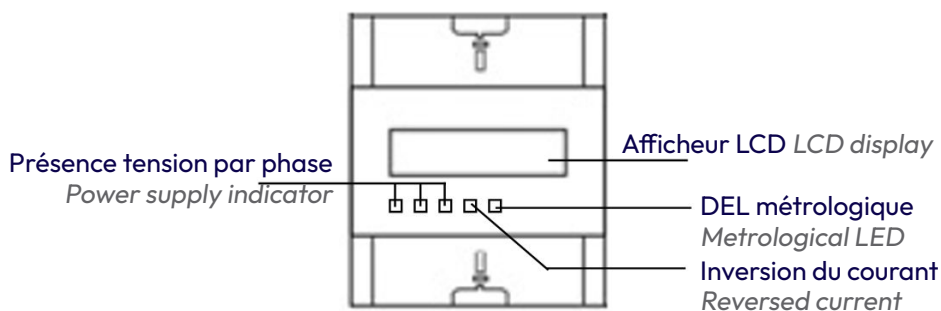 Afficheur LCD LCD display
Présence tension par phase
Power supply indicator
DEL métrologique
Metrological LED
Inversion du courant
Reversed current